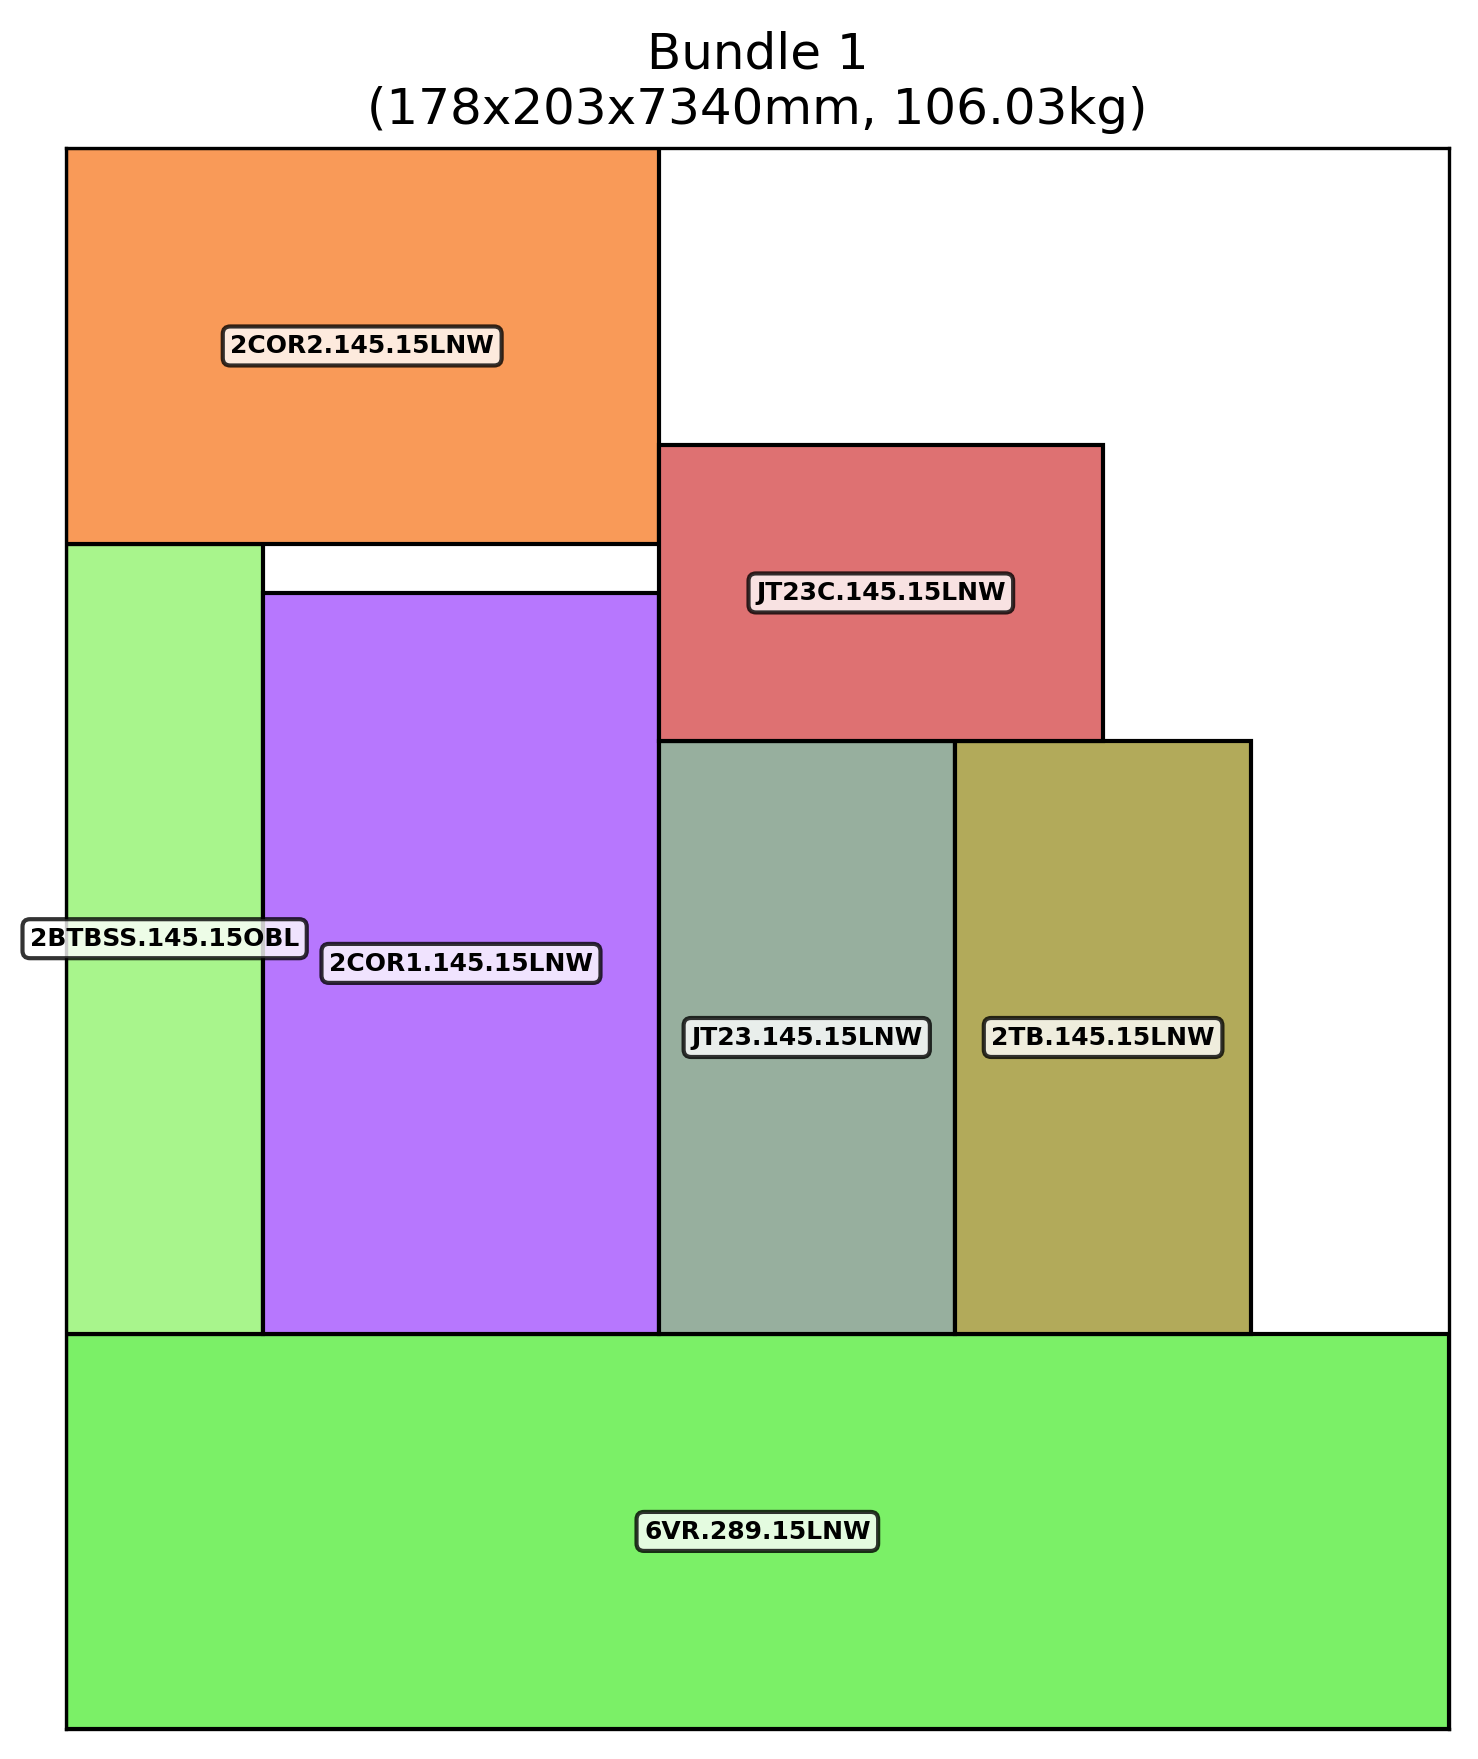 Bundle 1
(178x203x7340mm, 106.03kg)
2COR2.145.15LNW
JT23C.145.15LNW
2BTBSS.145.15OBL
2COR1.145.15LNW
JT23.145.15LNW
2TB.145.15LNW
6VR.289.15LNW